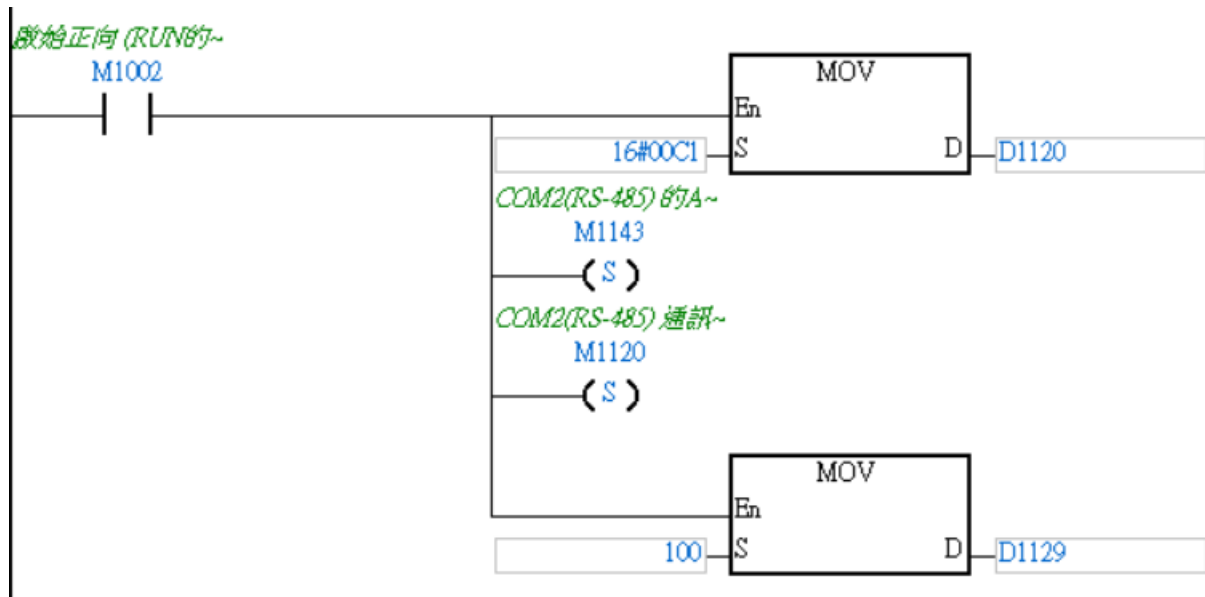 啟始正向 (RUN的~
M1002
MOV
En
16#00C1 S D D1120
COM2(RS-485) 的A~
M1143
( S )
COM2(RS-485) 通訊~
M1120
( S )
MOV
En
100 S D D1129